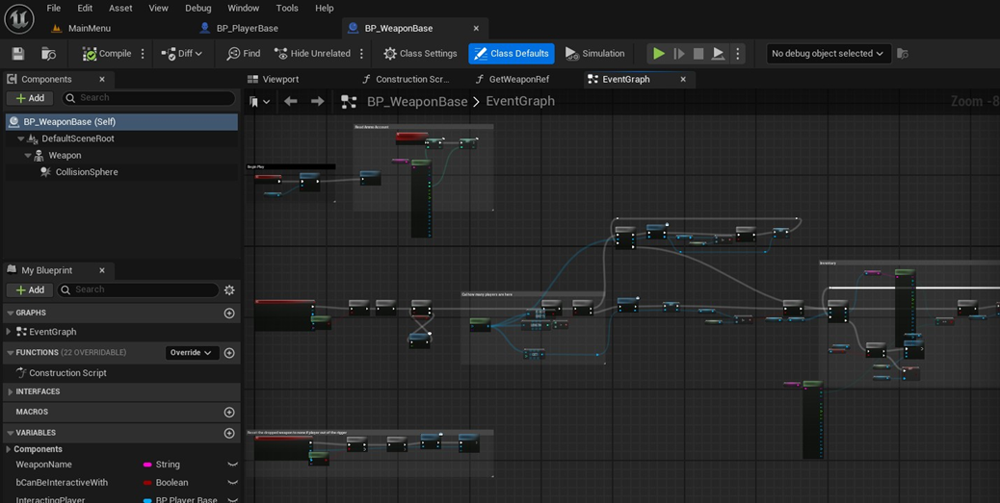 File Edit Asset View Debug Window Tools Help
MainMenu BP_PlayerBase BP_WeaponBase
Compile Diff Find Hide Unrelated Class Settings Class Defaults Simulation No debug object selected
Components Viewport Construction Scr... GetWeaponRef EventGraph
Add Search BP_WeaponBase > EventGraph Zoom -8
BP_WeaponBase (Self)
DefaultSceneRoot
Weapon
CollisionSphere
Begin Play
My Blueprint
Inventory
Add Search
GRAPHS
EventGraph
FUNCTIONS (22 OVERRIDABLE) Override
Construction Script
INTERFACES
MACROS
VARIABLES
Components
WeaponName String
bCanBeInteractiveWith Boolean
InteractingPlayer BP Player Base